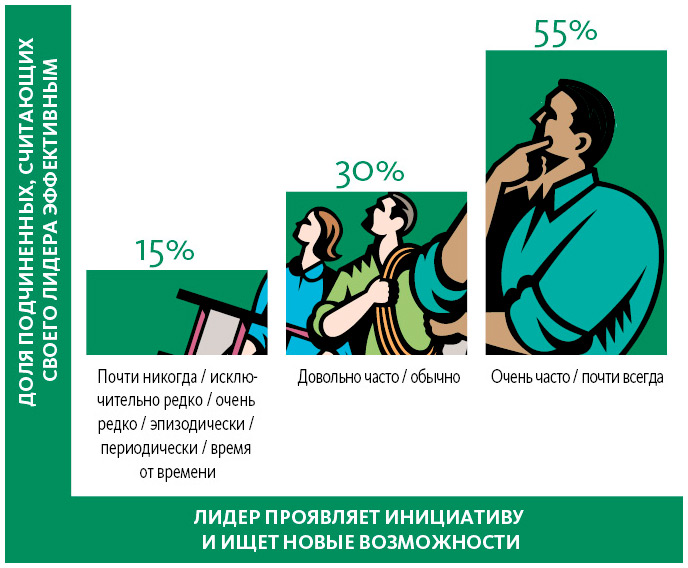 ДОЛЯ ПОДЧИНЕННЫХ, СЧИТАЮЩИХ
СВОЕГО ЛИДЕРА ЭФФЕКТИВНЫМ
15%
30%
55%
Почти никогда / исклю-
чительно редко / очень
редко / эпизодически /
периодически / время
от времени
Довольно часто / обычно
Очень часто / почти всегда
ЛИДЕР ПРОЯВЛЯЕТ ИНИЦИАТИВУ
И ИЩЕТ НОВЫЕ ВОЗМОЖНОСТИ